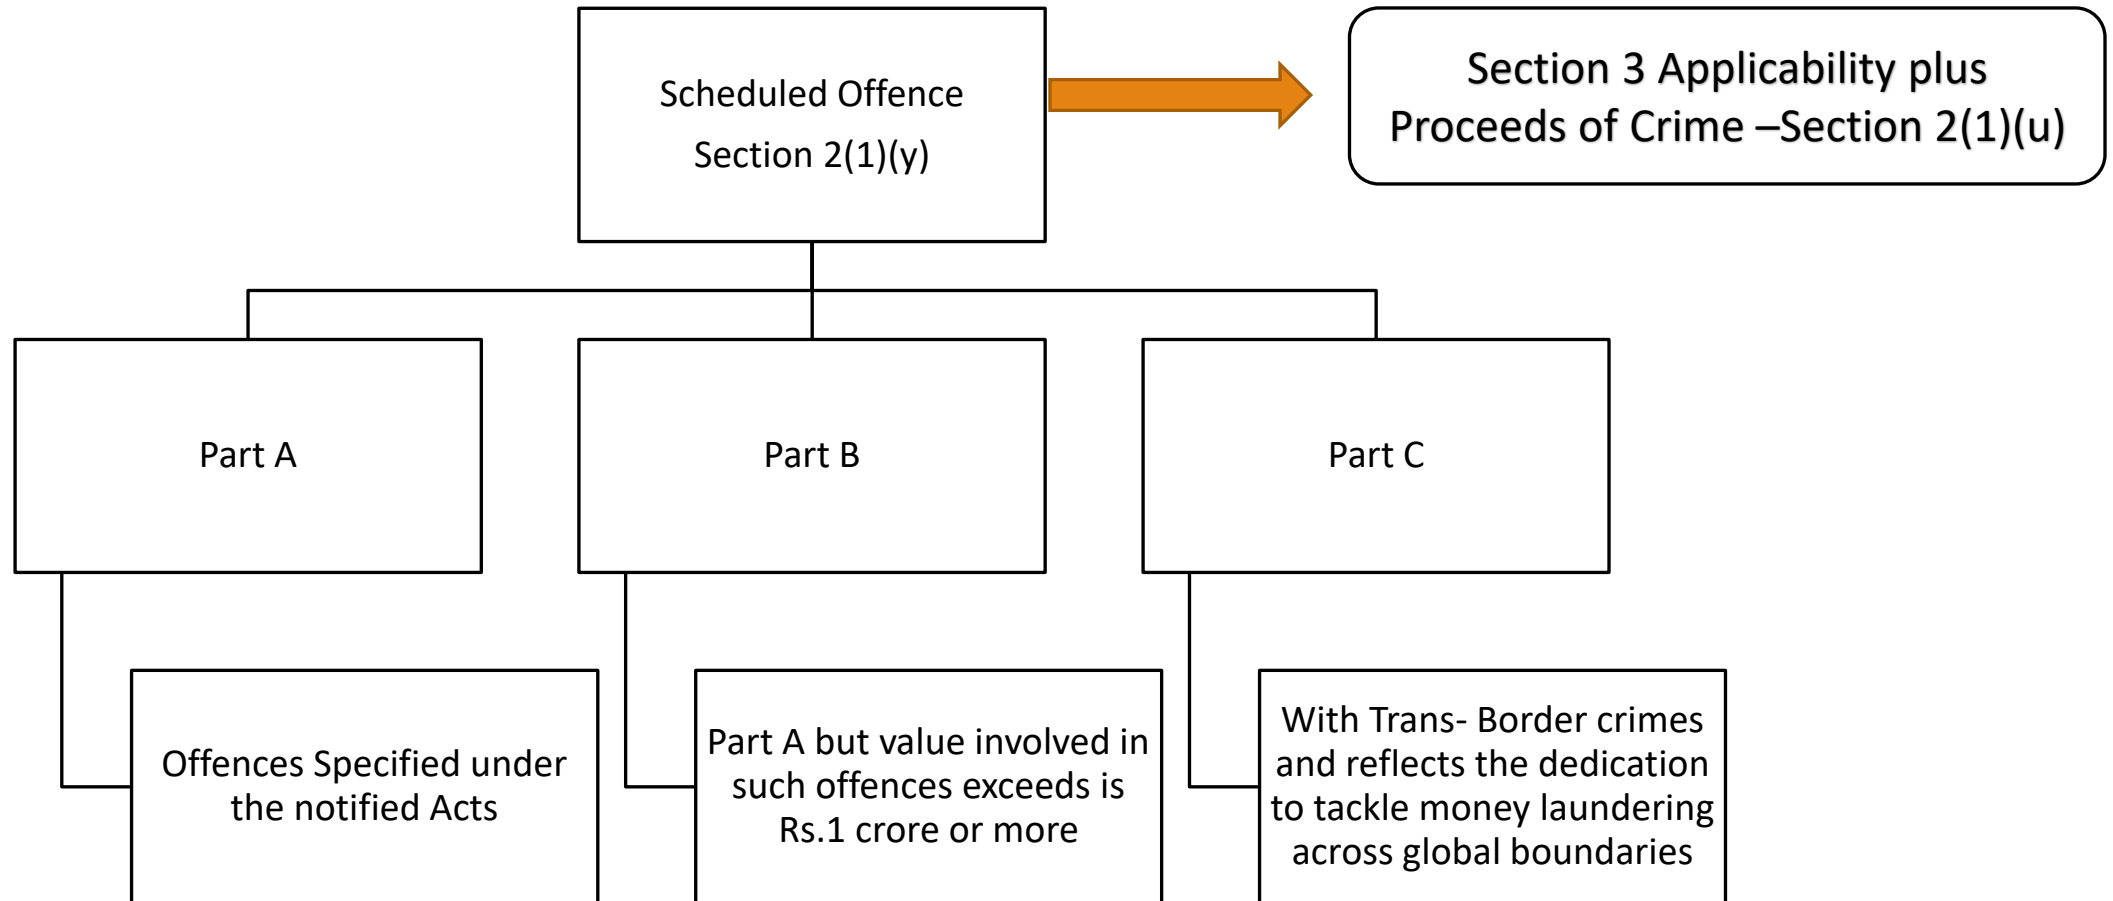 Scheduled Offence
Section 2(1)(y)
Section 3 Applicability plus
Proceeds of Crime –Section 2(1)(u)
Part A
Part B
Part C
Offences Specified under
the notified Acts
Part A but value involved in
such offences exceeds is
Rs.1 crore or more
With Trans- Border crimes
and reflects the dedication
to tackle money laundering
across global boundaries